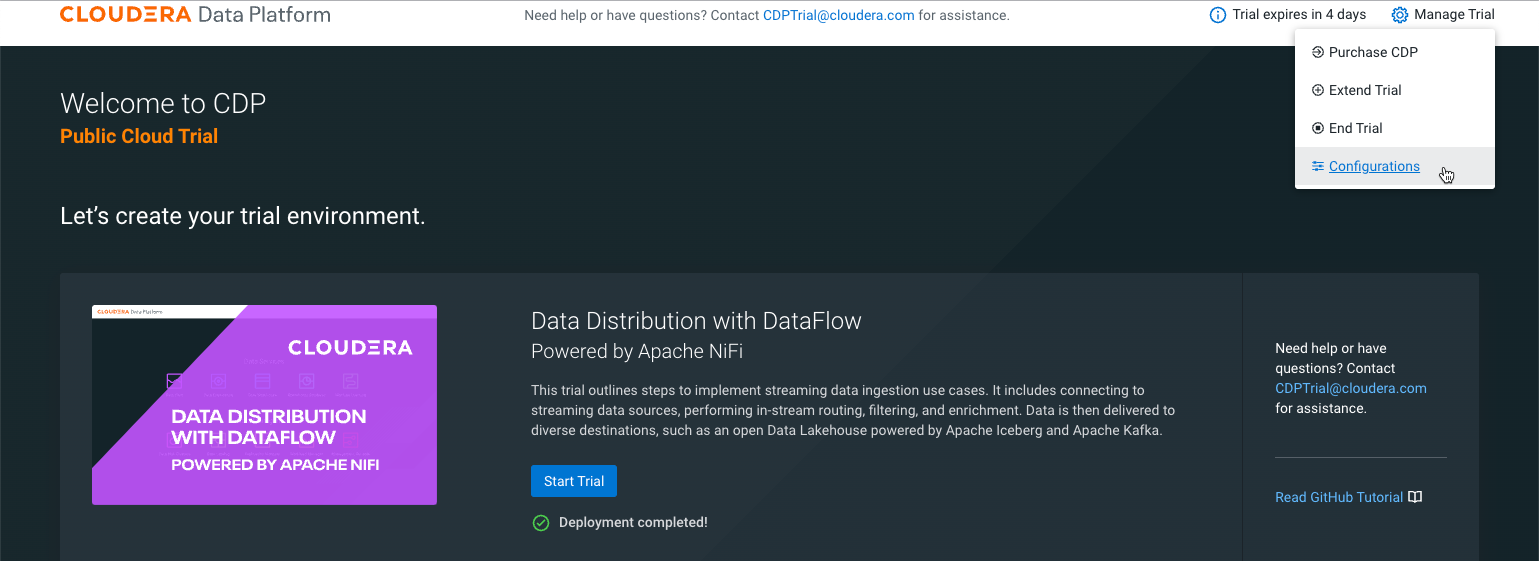 CLOUDERA Data Platform
Need help or have questions? Contact CDPTrial@cloudera.com for assistance.
Trial expires in 4 days
Manage Trial
Purchase CDP
Extend Trial
End Trial
Configurations
Welcome to CDP
Public Cloud Trial
Let’s create your trial environment.
CLOUDERA Data Platform
CLOUDERA
DATA DISTRIBUTION
WITH DATAFLOW
POWERED BY APACHE NIFI
Data Distribution with DataFlow
Powered by Apache NiFi
This trial outlines steps to implement streaming data ingestion use cases. It includes connecting to
streaming data sources, performing in-stream routing, filtering, and enrichment. Data is then delivered to
diverse destinations, such as an open Data Lakehouse powered by Apache Iceberg and Apache Kafka.
Start Trial
Deployment completed!
Need help or have
questions? Contact
CDPTrial@cloudera.com
for assistance.
Read GitHub Tutorial